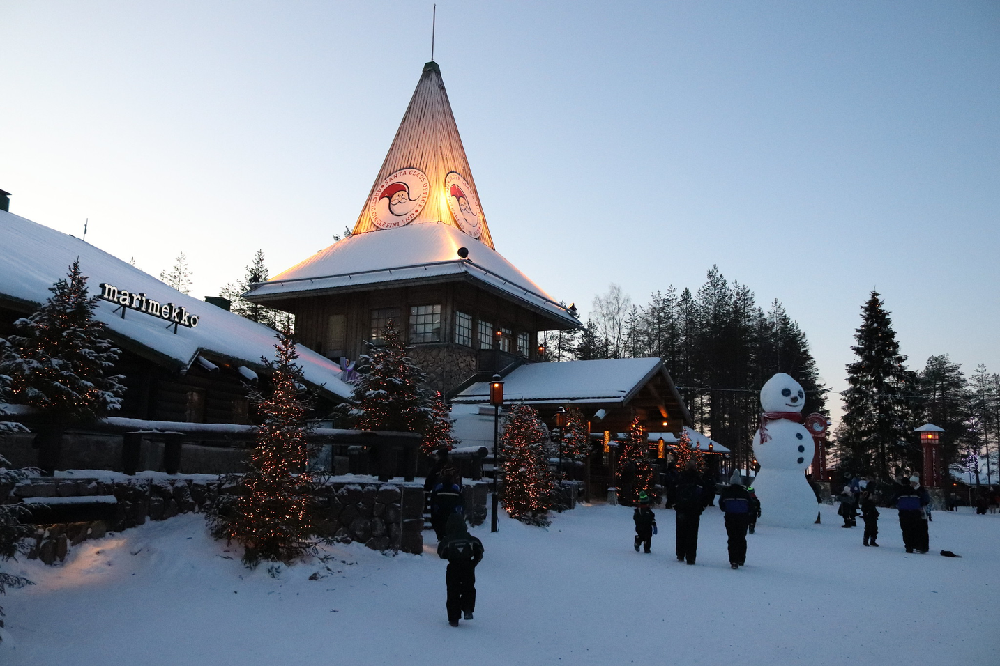 SANTA CLAUS OFFICE
ARCTIC CIRCLE FINLAND
marimekko